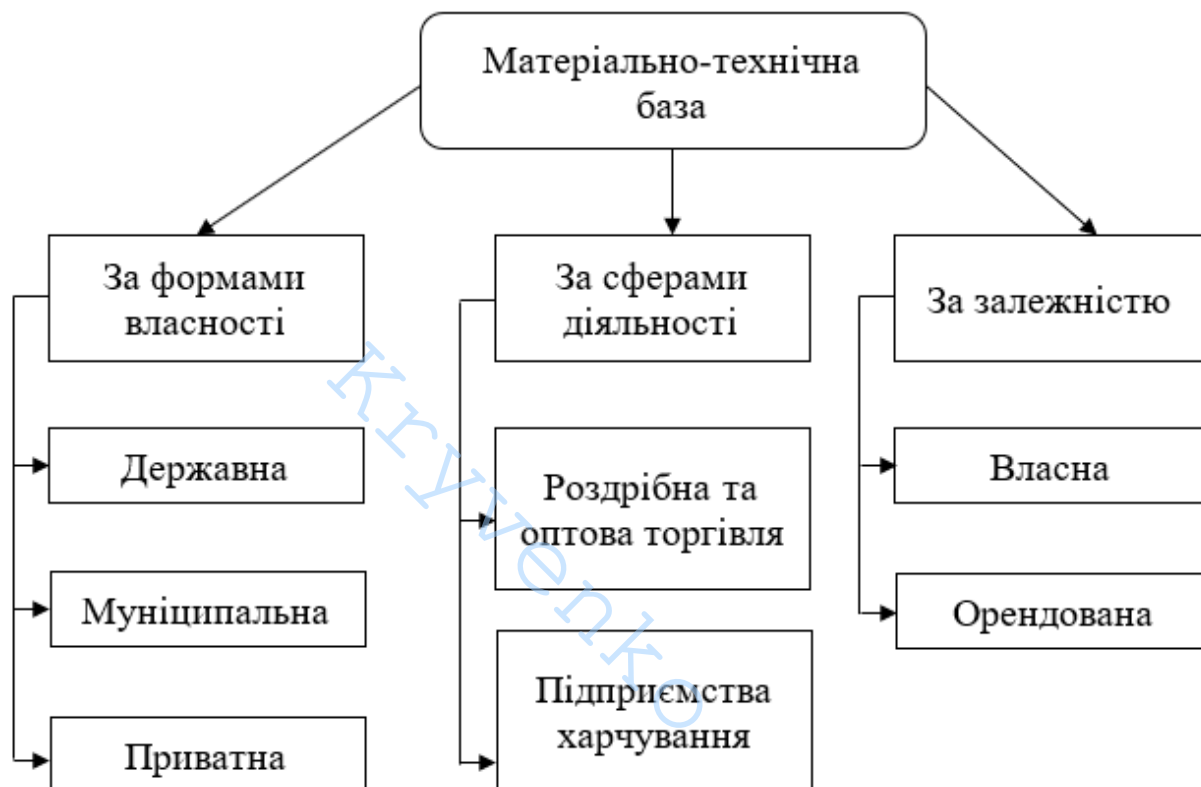 Матеріально-технічна
база
За формами
власності
Державна
Муніципальна
Приватна
За сферами
діяльності
Роздрібна та
оптова торгівля
Підприємства
харчування
За залежністю
Власна
Орендована
Kryvenko